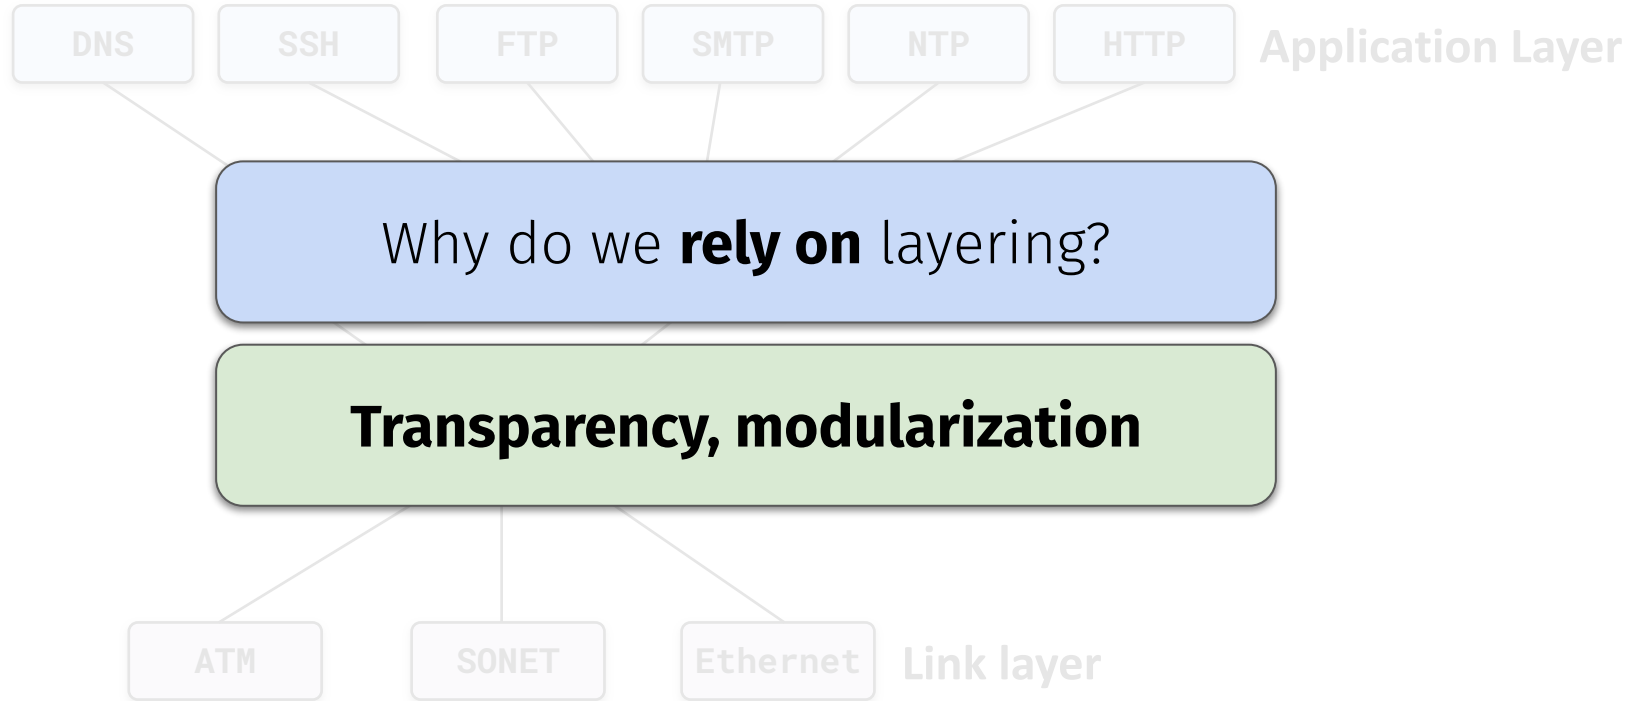 DNS SSH FTP SMTP NTP HTTP Application Layer
Why do we rely on layering?
Transparency, modularization
ATM SONET Ethernet Link layer